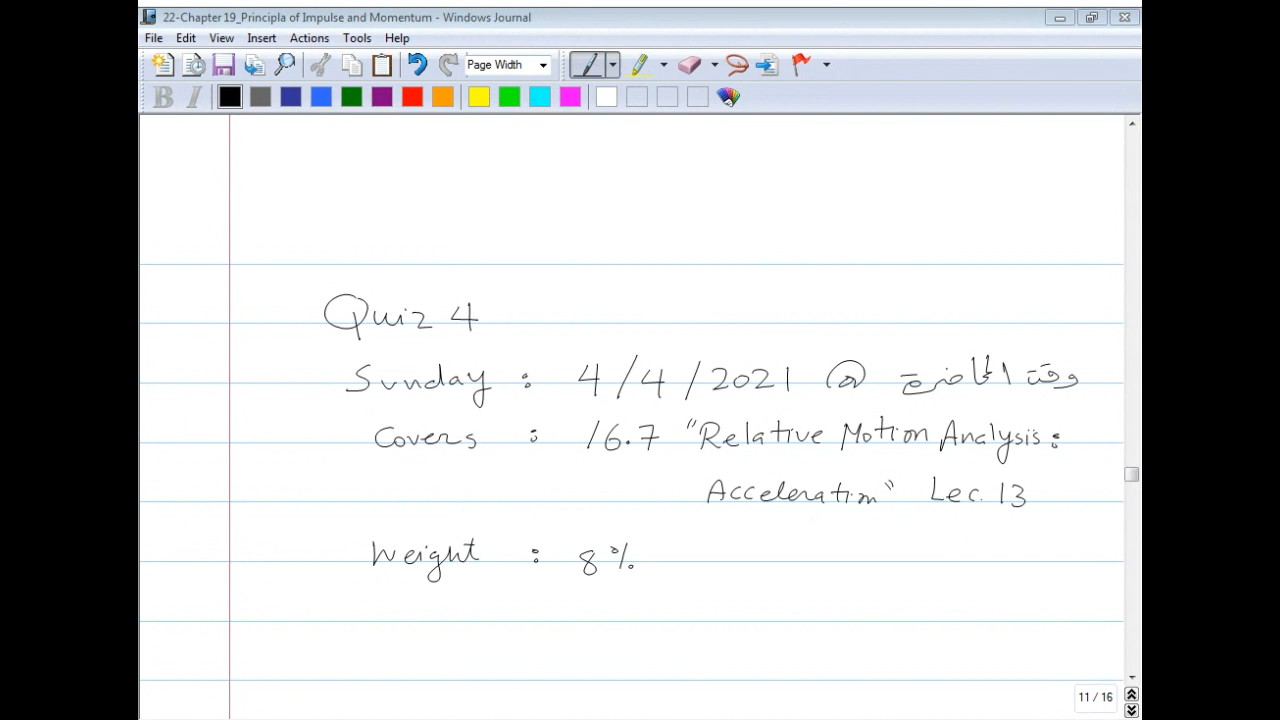 22-Chapter 19_Principla of Impulse and Momentum - Windows Journal
File Edit View Insert Actions Tools Help
Page Width
B I
Quiz 4
Sunday : 4/4/2021 @ وقت المحاضرة
Covers : 16.7 "Relative Motion Analysis:
Acceleration" Lec. 13
Weight : 8%
11 / 16